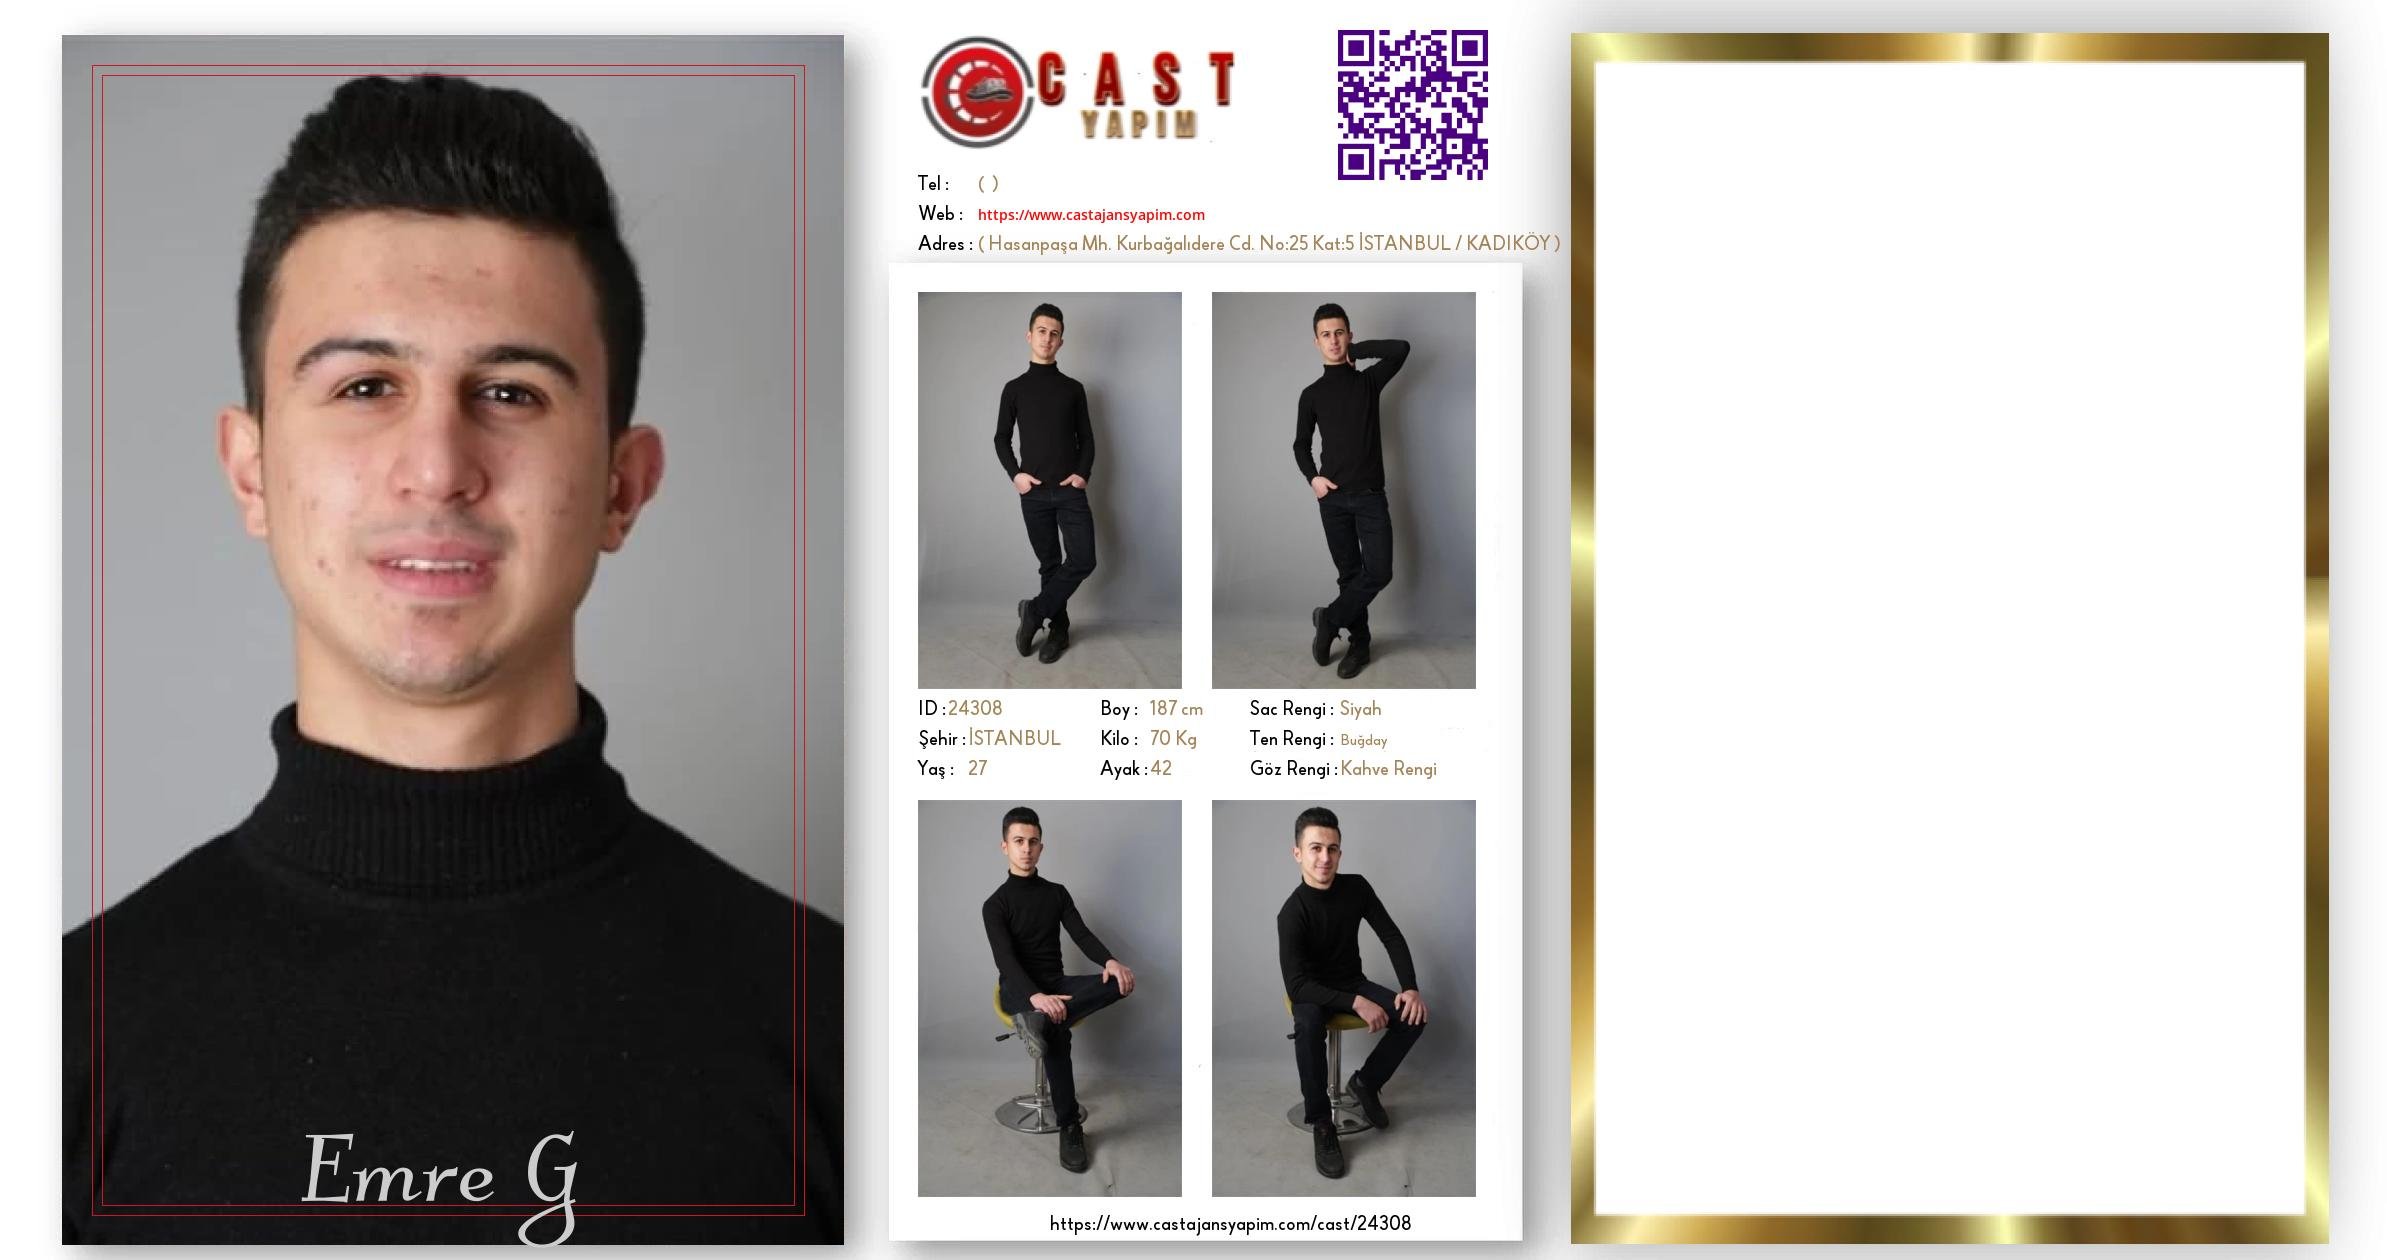 Emre G
CAST
YAPIM
Tel : ( )
Web : https://www.castajansyapim.com
Adres : ( Hasanpaşa Mh. Kurbağalıdere Cd. No:25 Kat:5 İSTANBUL / KADIKÖY )
ID : 24308 Boy : 187 cm Sac Rengi : Siyah
Şehir : İSTANBUL Kilo : 70 Kg Ten Rengi : Buğday
Yaş : 27 Ayak : 42 Göz Rengi : Kahve Rengi
https://www.castajansyapim.com/cast/24308